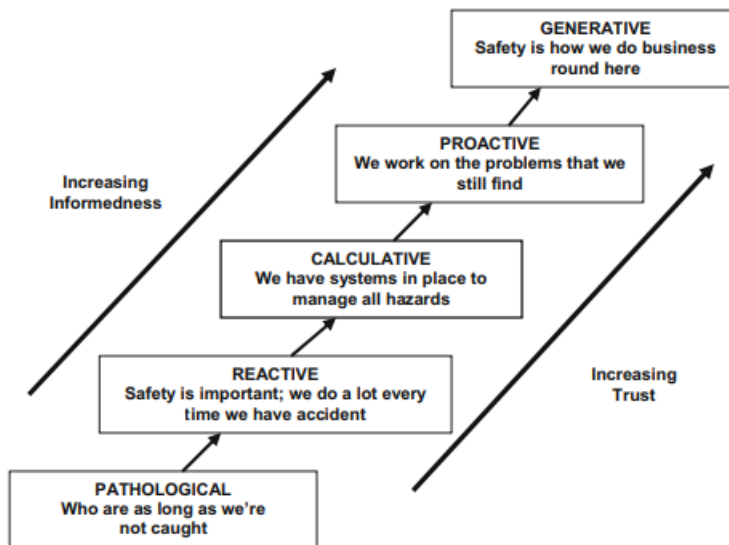 GENERATIVE
Safety is how we do business
round here
PROACTIVE
We work on the problems that we
still find
Increasing
Informedness
CALCULATIVE
We have systems in place to
manage all hazards
REACTIVE
Safety is important; we do a lot every
time we have accident
Increasing
Trust
PATHOLOGICAL
Who are as long as we're
not caught